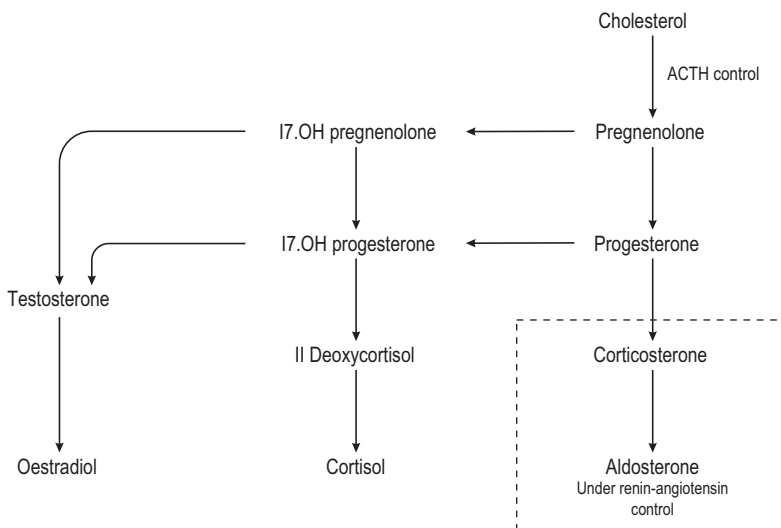 Cholesterol
ACTH control
I7.OH pregnenolone
Pregnenolone
I7.OH progesterone
Progesterone
Testosterone
II Deoxycortisol
Corticosterone
Oestradiol
Cortisol
Aldosterone
Under renin-angiotensin
control